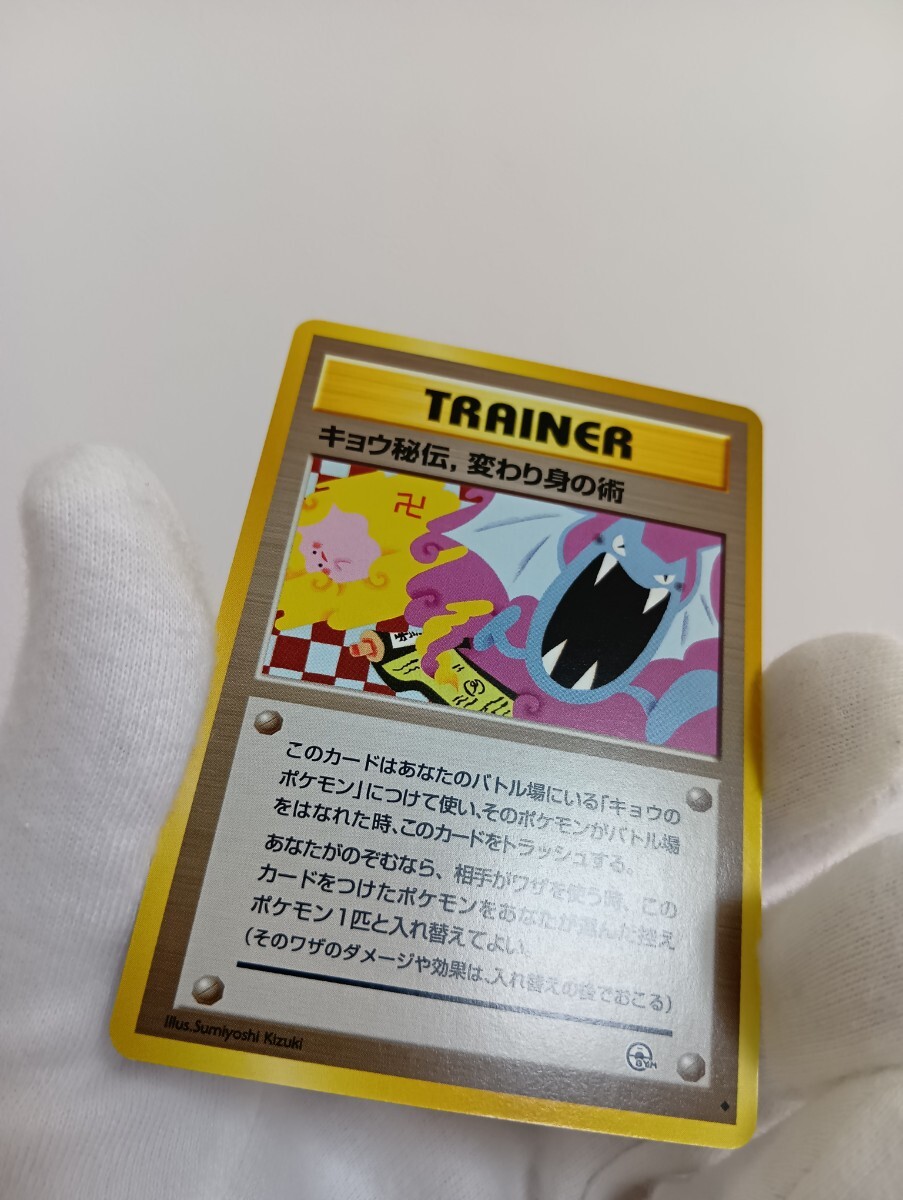 TRAINER
キョウ秘伝, 変わり身の術
卍
このカードはあなたのバトル場にいる「キョウの
ポケモン」につけて使い、そのポケモンがバトル場
をはなれた時、このカードをトラッシュする。
あなたがのぞむなら、相手がワザを使う時、この
カードをつけたポケモンをあなたが選んだ控え
ポケモン1匹と入れ替えてよい。
(そのワザのダメージや効果は、入れ替えの後でおこる)
Illus.Sumiyoshi Kizuki
GYM